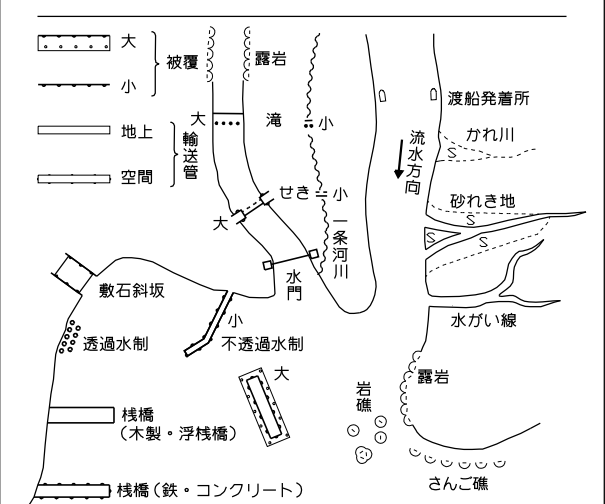 大
小
被覆
地上
空間
輸送管
露岩
大
滝
小
せき
小
大
一条河川
水門
渡船発着所
かれ川
S
流水方向
砂れき地
S
S
S
水がい線
敷石斜坂
小
透過水制
不透過水制
大
岩礁
露岩
桟橋
（木製・浮桟橋）
さんご礁
桟橋（鉄・コンクリート）